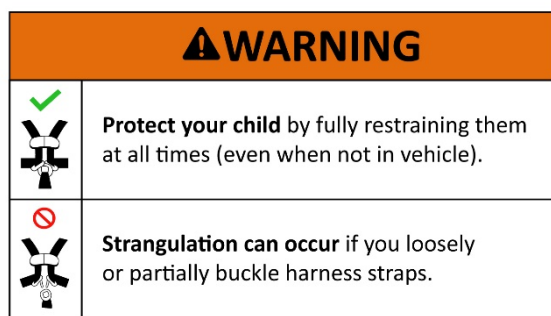 WARNING
Protect your child by fully restraining them
at all times (even when not in vehicle).
Strangulation can occur if you loosely
or partially buckle harness straps.